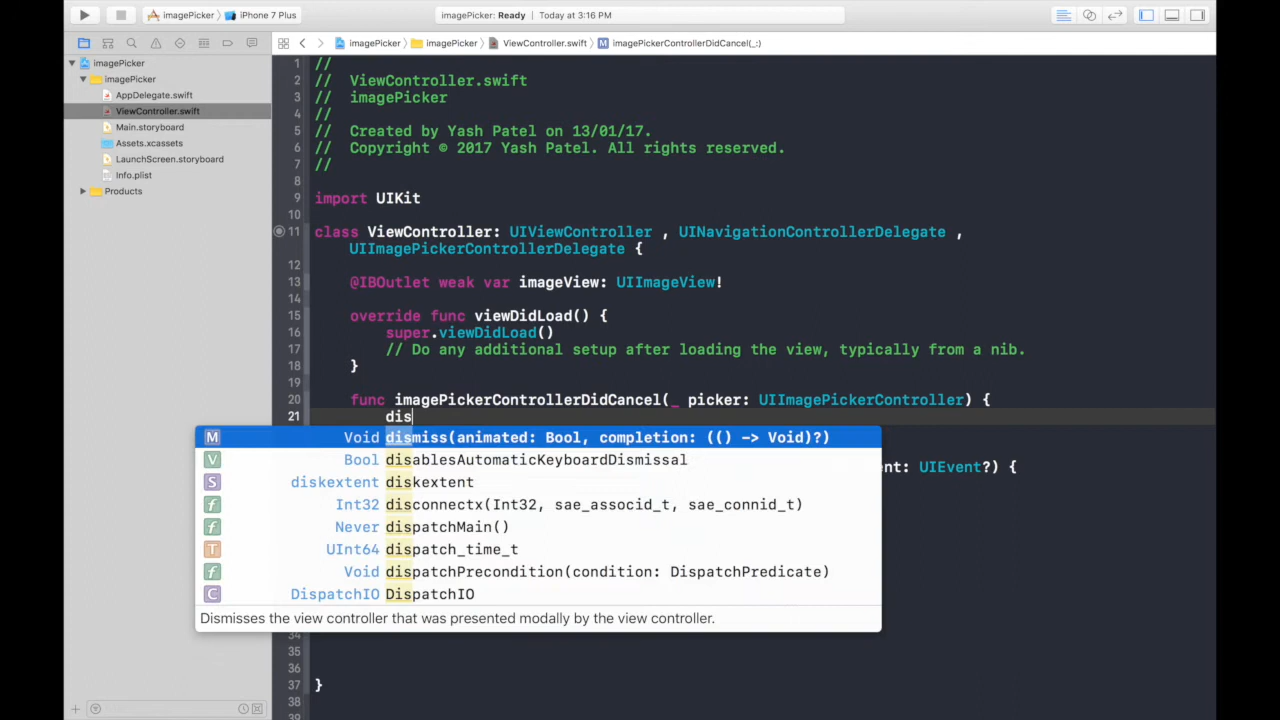 imagePicker
iPhone 7 Plus
imagePicker: Ready
Today at 3:16 PM
imagePicker
imagePicker
ViewController.swift
imagePickerControllerDidCancel(_:)
imagePicker
imagePicker
AppDelegate.swift
ViewController.swift
Main.storyboard
Assets.xcassets
LaunchScreen.storyboard
Info.plist
Products
1 //
2 // ViewController.swift
3 // imagePicker
4 //
5 // Created by Yash Patel on 13/01/17.
6 // Copyright © 2017 Yash Patel. All rights reserved.
7 //
8
9 import UIKit
10
11 class ViewController: UIViewController , UINavigationControllerDelegate ,
UIImagePickerControllerDelegate {
12
13 @IBOutlet weak var imageView: UIImageView!
14
15 override func viewDidLoad() {
16 super.viewDidLoad()
17 // Do any additional setup after loading the view, typically from a nib.
18 }
19
20 func imagePickerControllerDidCancel(_ picker: UIImagePickerController) {
21 dis
M Void dismiss(animated: Bool, completion: (() -> Void)?)
V Bool disablesAutomaticKeyboardDismissal
ent: UIEvent?) {
S diskextent diskextent
f Int32 disconnectx(Int32, sae_associd_t, sae_connid_t)
f Never dispatchMain()
T UInt64 dispatch_time_t
f Void dispatchPrecondition(condition: DispatchPredicate)
C DispatchIO DispatchIO
Dismisses the view controller that was presented modally by the view controller.
34
35
36
37 }
38
39